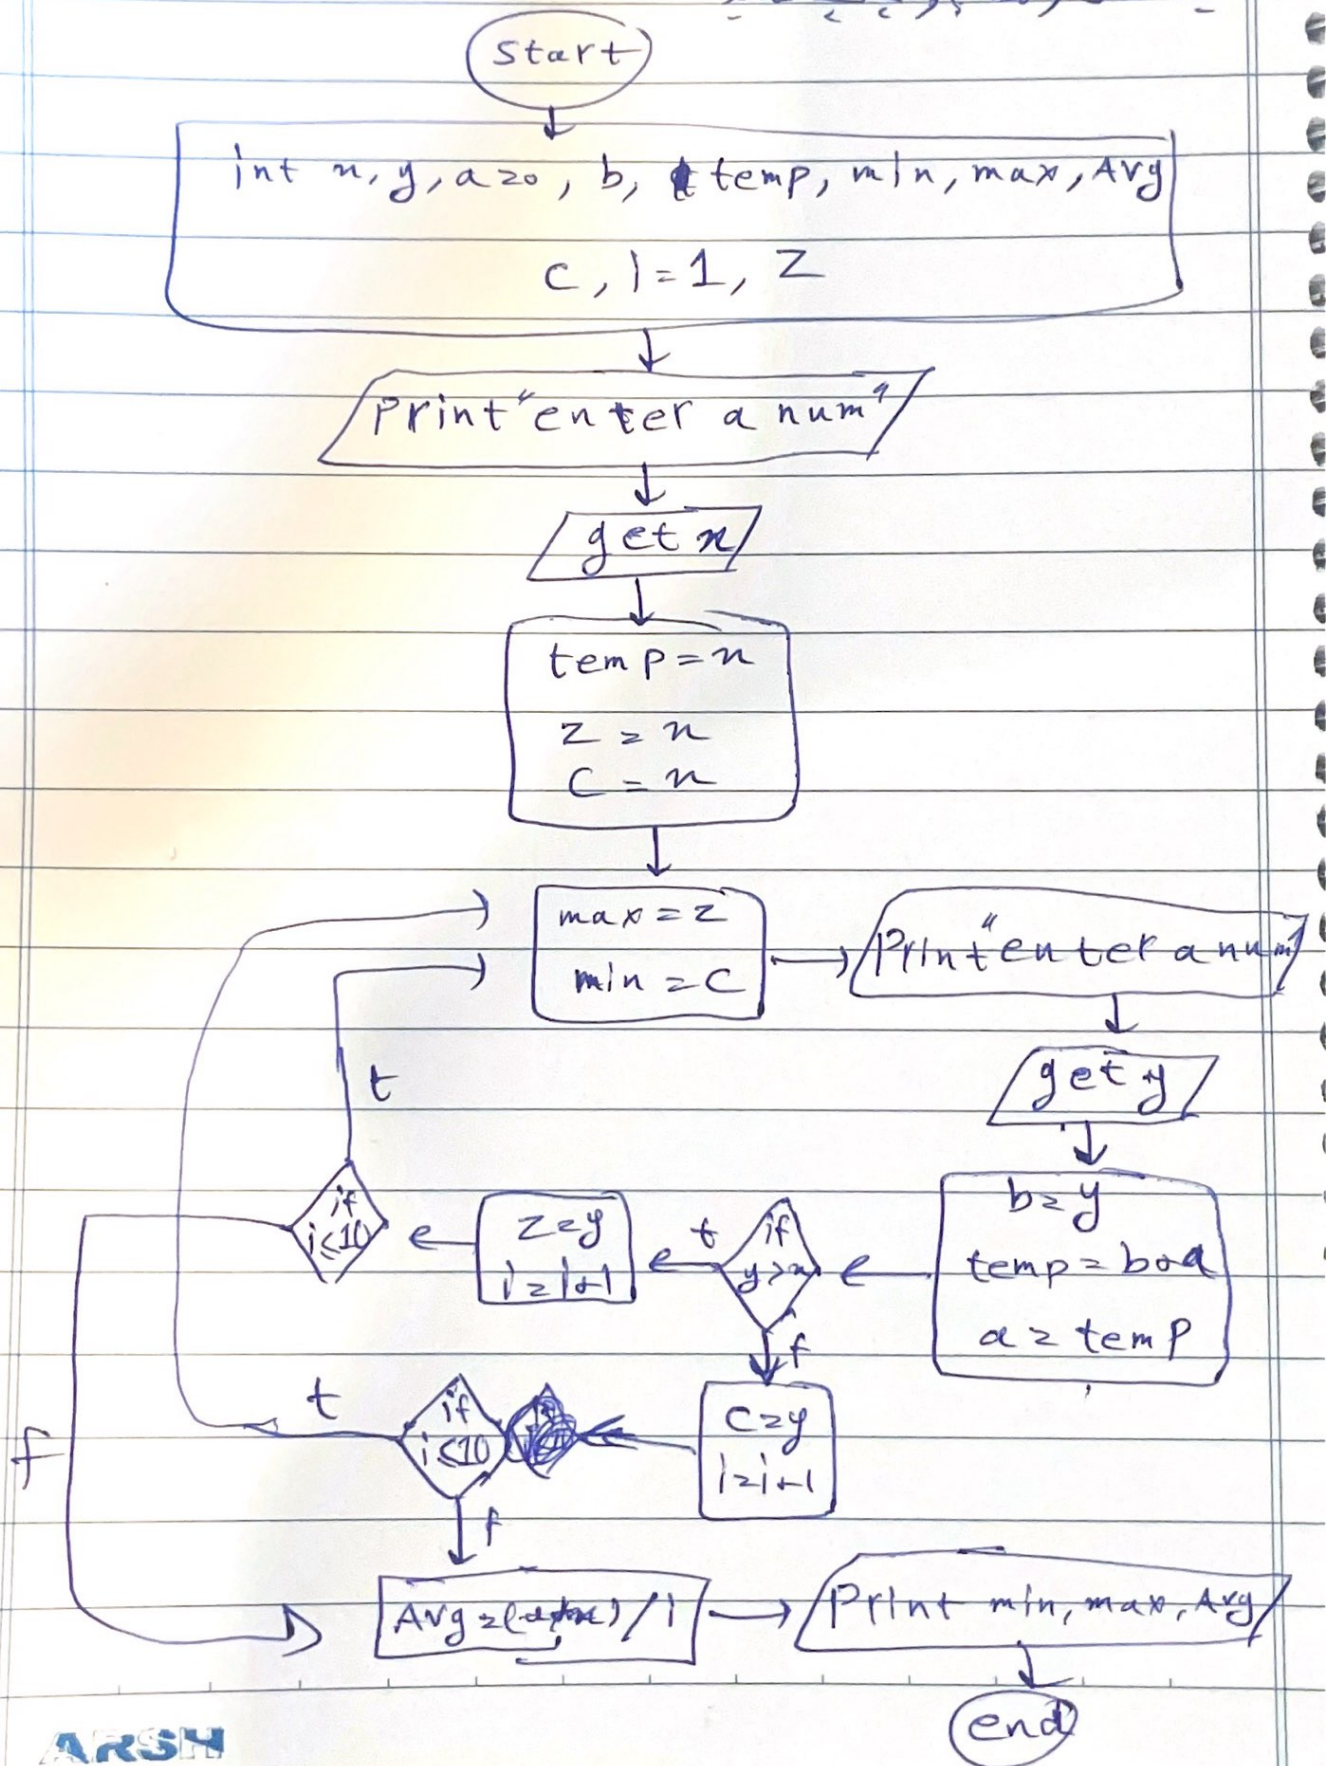 start
int x, y, a=0, b, temp, min, max, Avg
c, i=1, z
Print "enter a num"
get x
temp = x
z = x
c = x
max = z
min = c
Print "enter a num"
get y
b = y
temp = b+a
a = temp
if
y>x
t
z=y
i=i+1
if
i≤10
t
f
f
c=y
i=i+1
if
i≤10
t
f
Avg=(a+x)/i
Print min, max, Avg
end
ARSH